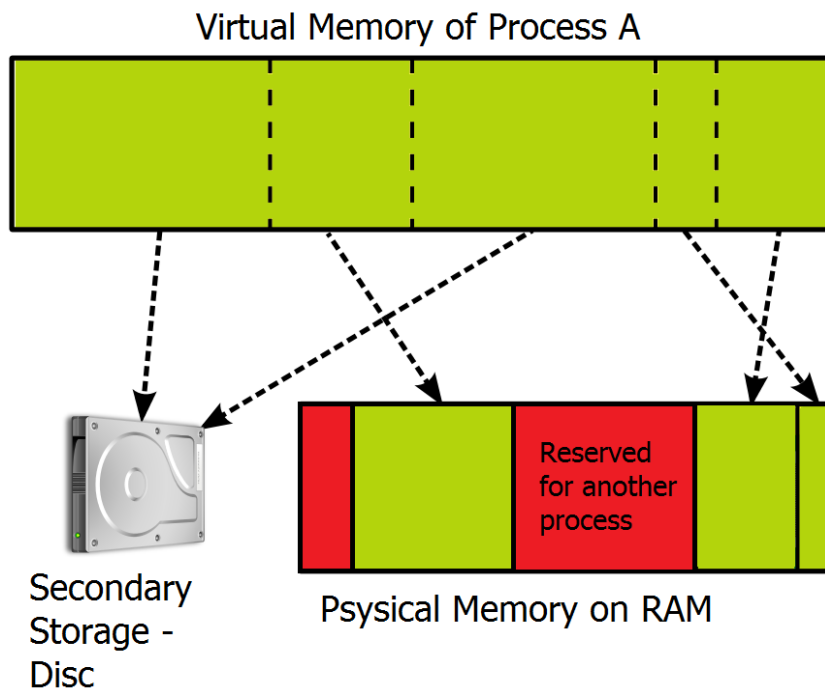 Virtual Memory of Process A
Reserved
for another
process
Secondary
Storage -
Disc
Psysical Memory on RAM